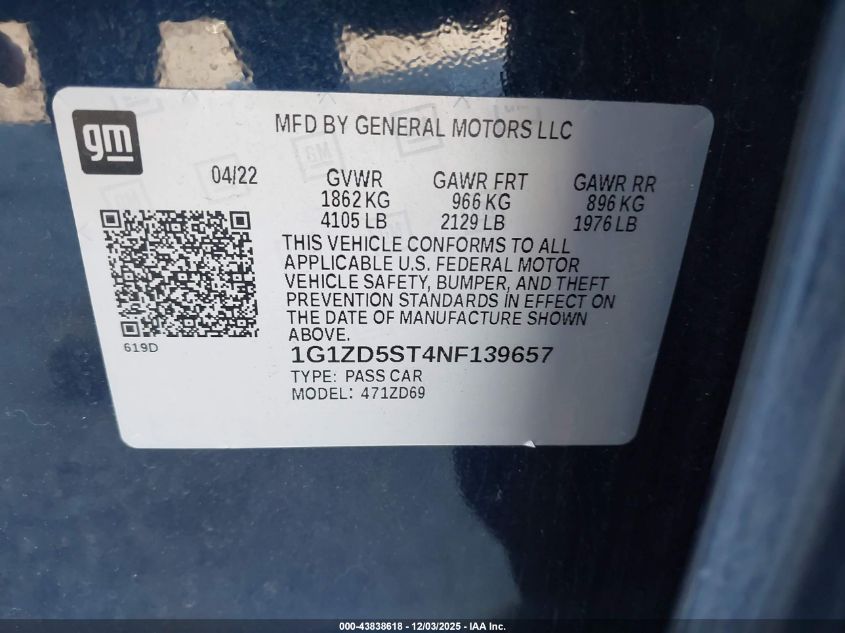 gm
MFD BY GENERAL MOTORS LLC
04/22
GVWR GAWR FRT GAWR RR
1862 KG 966 KG 896 KG
4105 LB 2129 LB 1976 LB
THIS VEHICLE CONFORMS TO ALL
APPLICABLE U.S. FEDERAL MOTOR
VEHICLE SAFETY, BUMPER, AND THEFT
PREVENTION STANDARDS IN EFFECT ON
THE DATE OF MANUFACTURE SHOWN
ABOVE.
619D
1G1ZD5ST4NF139657
TYPE: PASS CAR
MODEL: 471ZD69
000-43838618 - 12/03/2025 - IAA Inc.